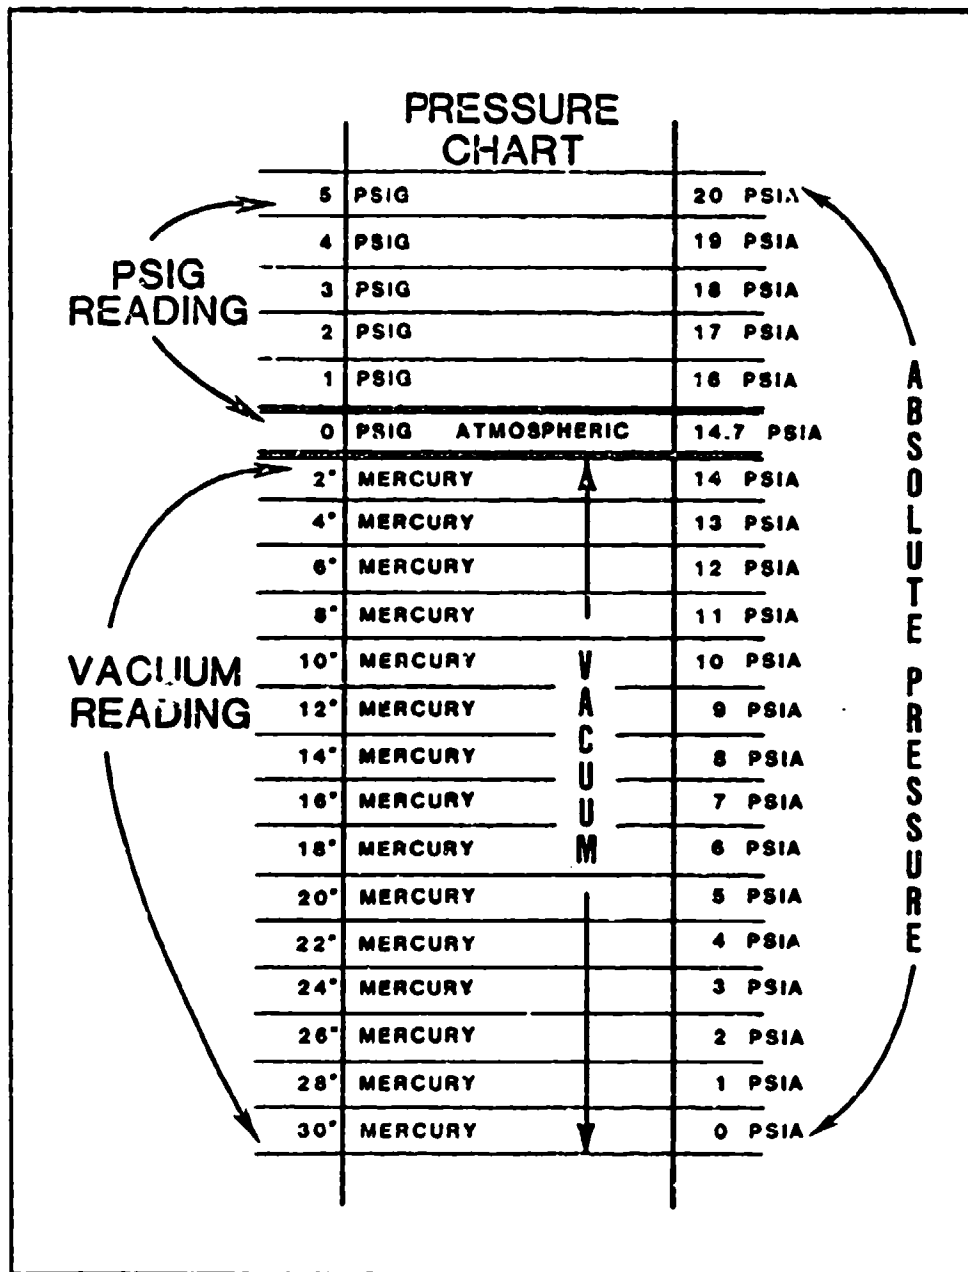 PRESSURE
CHART
5 PSIG 20 PSIA
4 PSIG 19 PSIA
3 PSIG 18 PSIA
2 PSIG 17 PSIA
1 PSIG 16 PSIA
0 PSIG ATMOSPHERIC 14.7 PSIA
2" MERCURY 14 PSIA
4" MERCURY 13 PSIA
6" MERCURY 12 PSIA
8" MERCURY 11 PSIA
10" MERCURY 10 PSIA
12" MERCURY 9 PSIA
14" MERCURY 8 PSIA
16" MERCURY 7 PSIA
18" MERCURY 6 PSIA
20" MERCURY 5 PSIA
22" MERCURY 4 PSIA
24" MERCURY 3 PSIA
26" MERCURY 2 PSIA
28" MERCURY 1 PSIA
30" MERCURY 0 PSIA
PSIG
READING
VACUUM
READING
VACUUM
ABSOLUTE PRESSURE